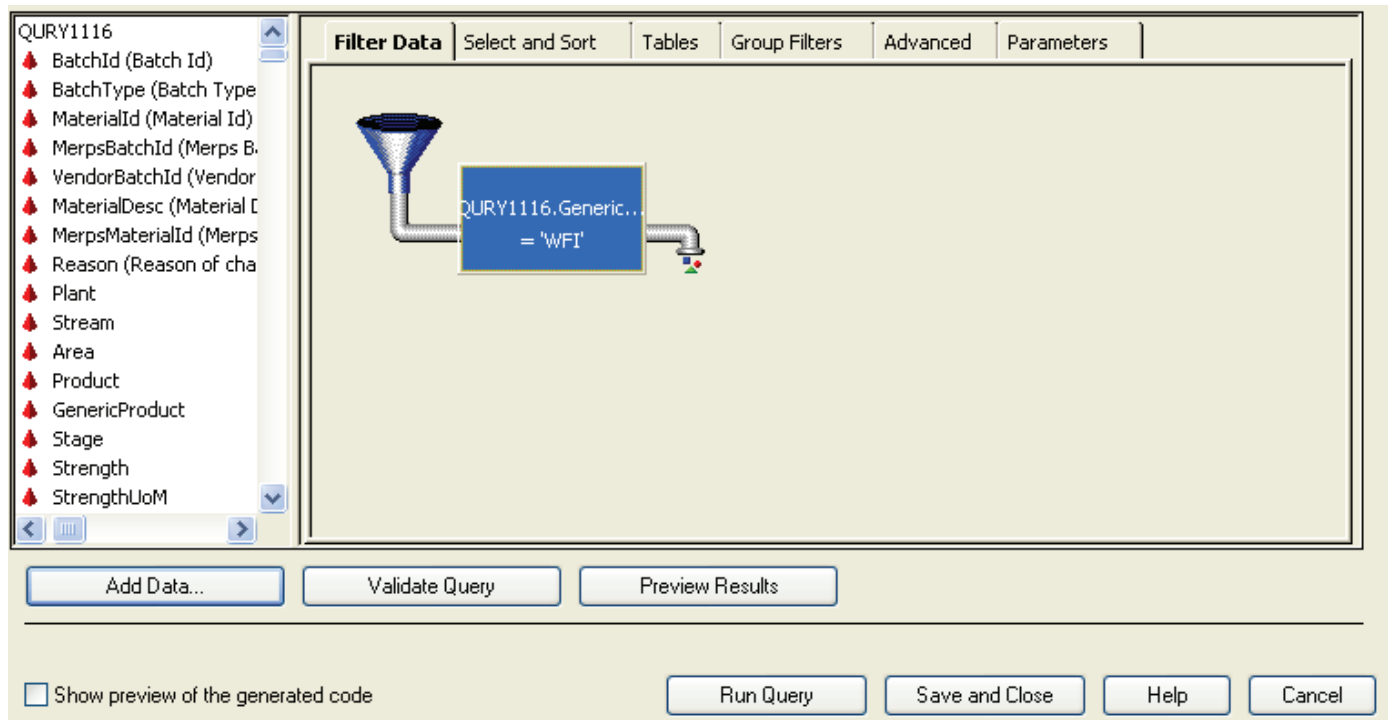 QURY1116
BatchId (Batch Id)
BatchType (Batch Type
MaterialId (Material Id)
MerpsBatchId (Merps Ba
VendorBatchId (Vendor
MaterialDesc (Material D
MerpsMaterialId (Merps
Reason (Reason of cha
Plant
Stream
Area
Product
GenericProduct
Stage
Strength
StrengthUoM
Filter Data Select and Sort Tables Group Filters Advanced Parameters
QURY1116.Generic...
= 'WFI'
Add Data... Validate Query Preview Results
Show preview of the generated code Run Query Save and Close Help Cancel